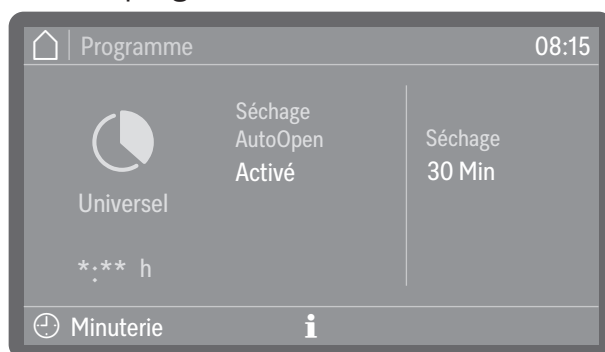 Programme
08:15
Séchage
AutoOpen
Activé
Séchage
30 Min
Universel
*:** h
Minuterie
i